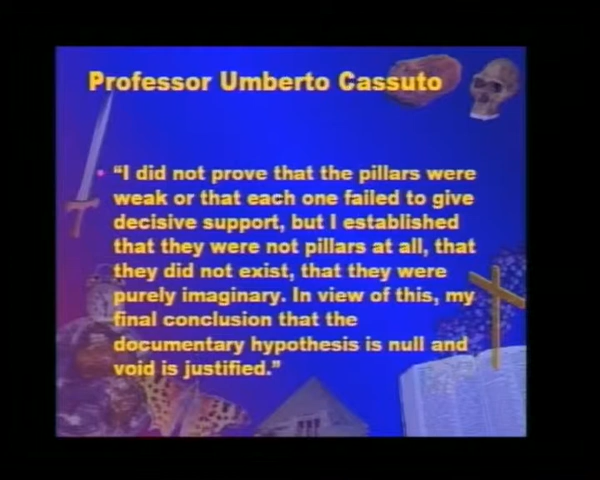 Professor Umberto Cassuto
• “I did not prove that the pillars were
weak or that each one failed to give
decisive support, but I established
that they were not pillars at all, that
they did not exist, that they were
purely imaginary. In view of this, my
final conclusion that the
documentary hypothesis is null and
void is justified.”